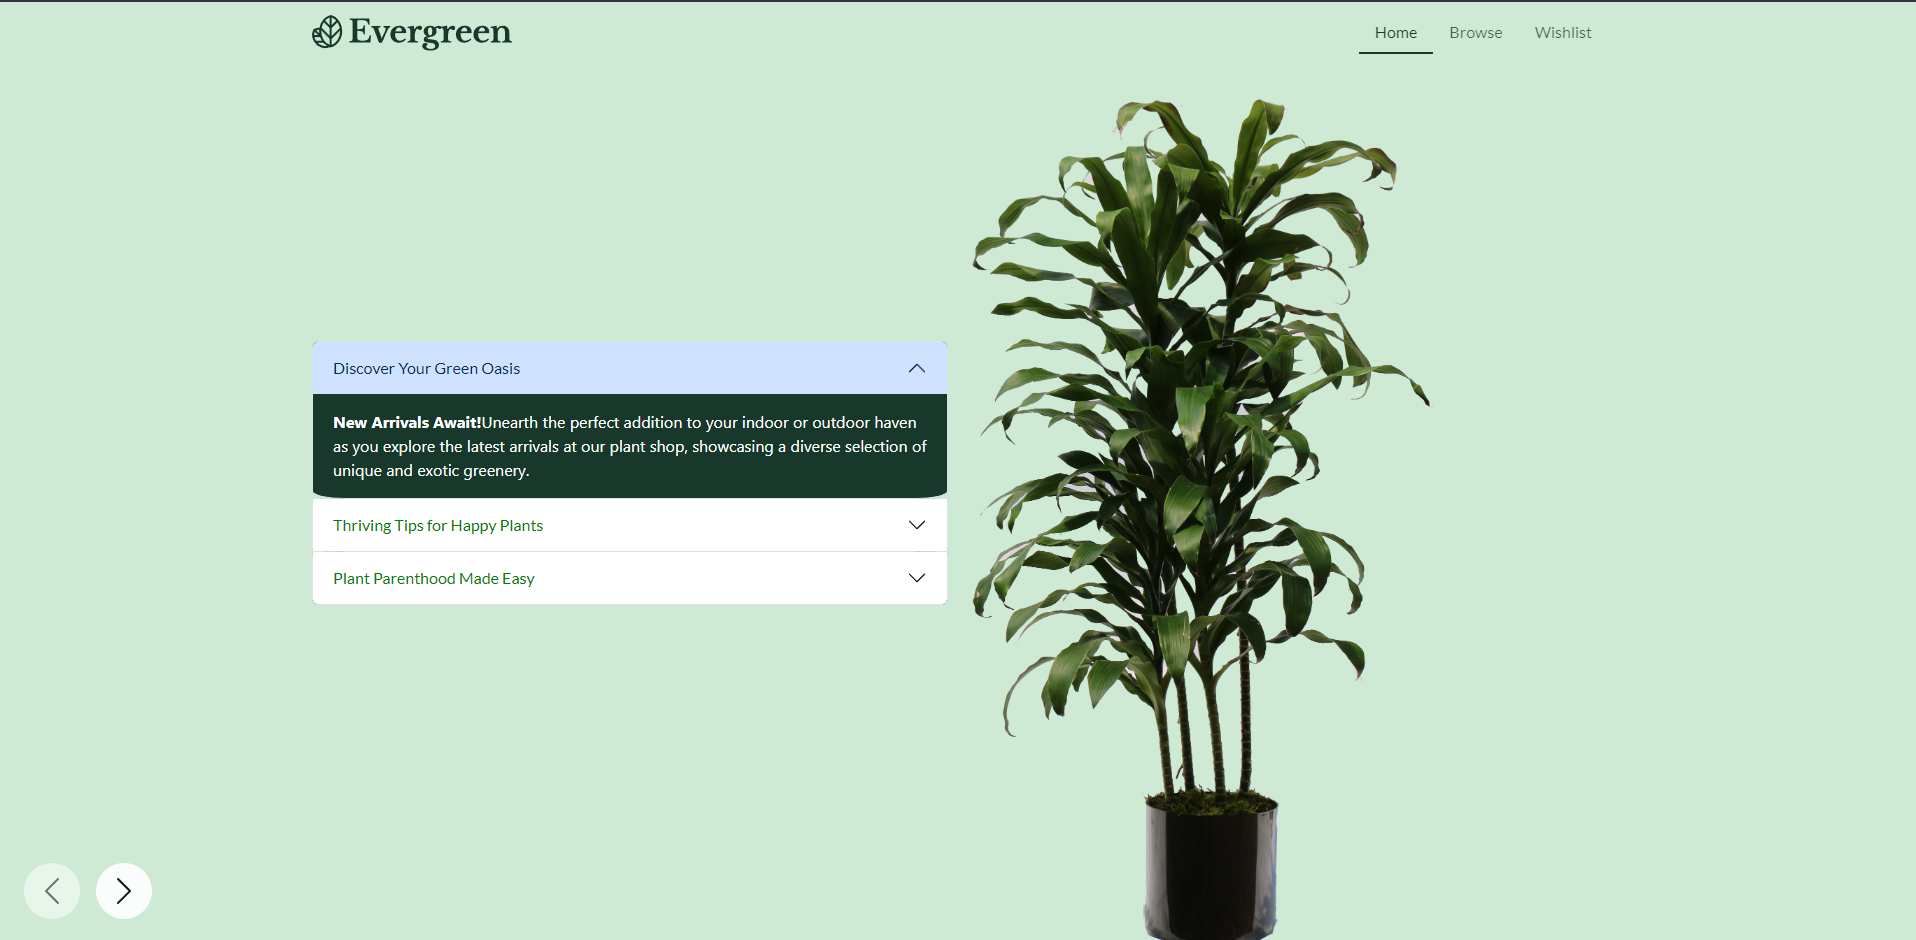 Evergreen
Home Browse Wishlist
Discover Your Green Oasis
New Arrivals Await!Unearth the perfect addition to your indoor or outdoor haven
as you explore the latest arrivals at our plant shop, showcasing a diverse selection of
unique and exotic greenery.
Thriving Tips for Happy Plants
Plant Parenthood Made Easy